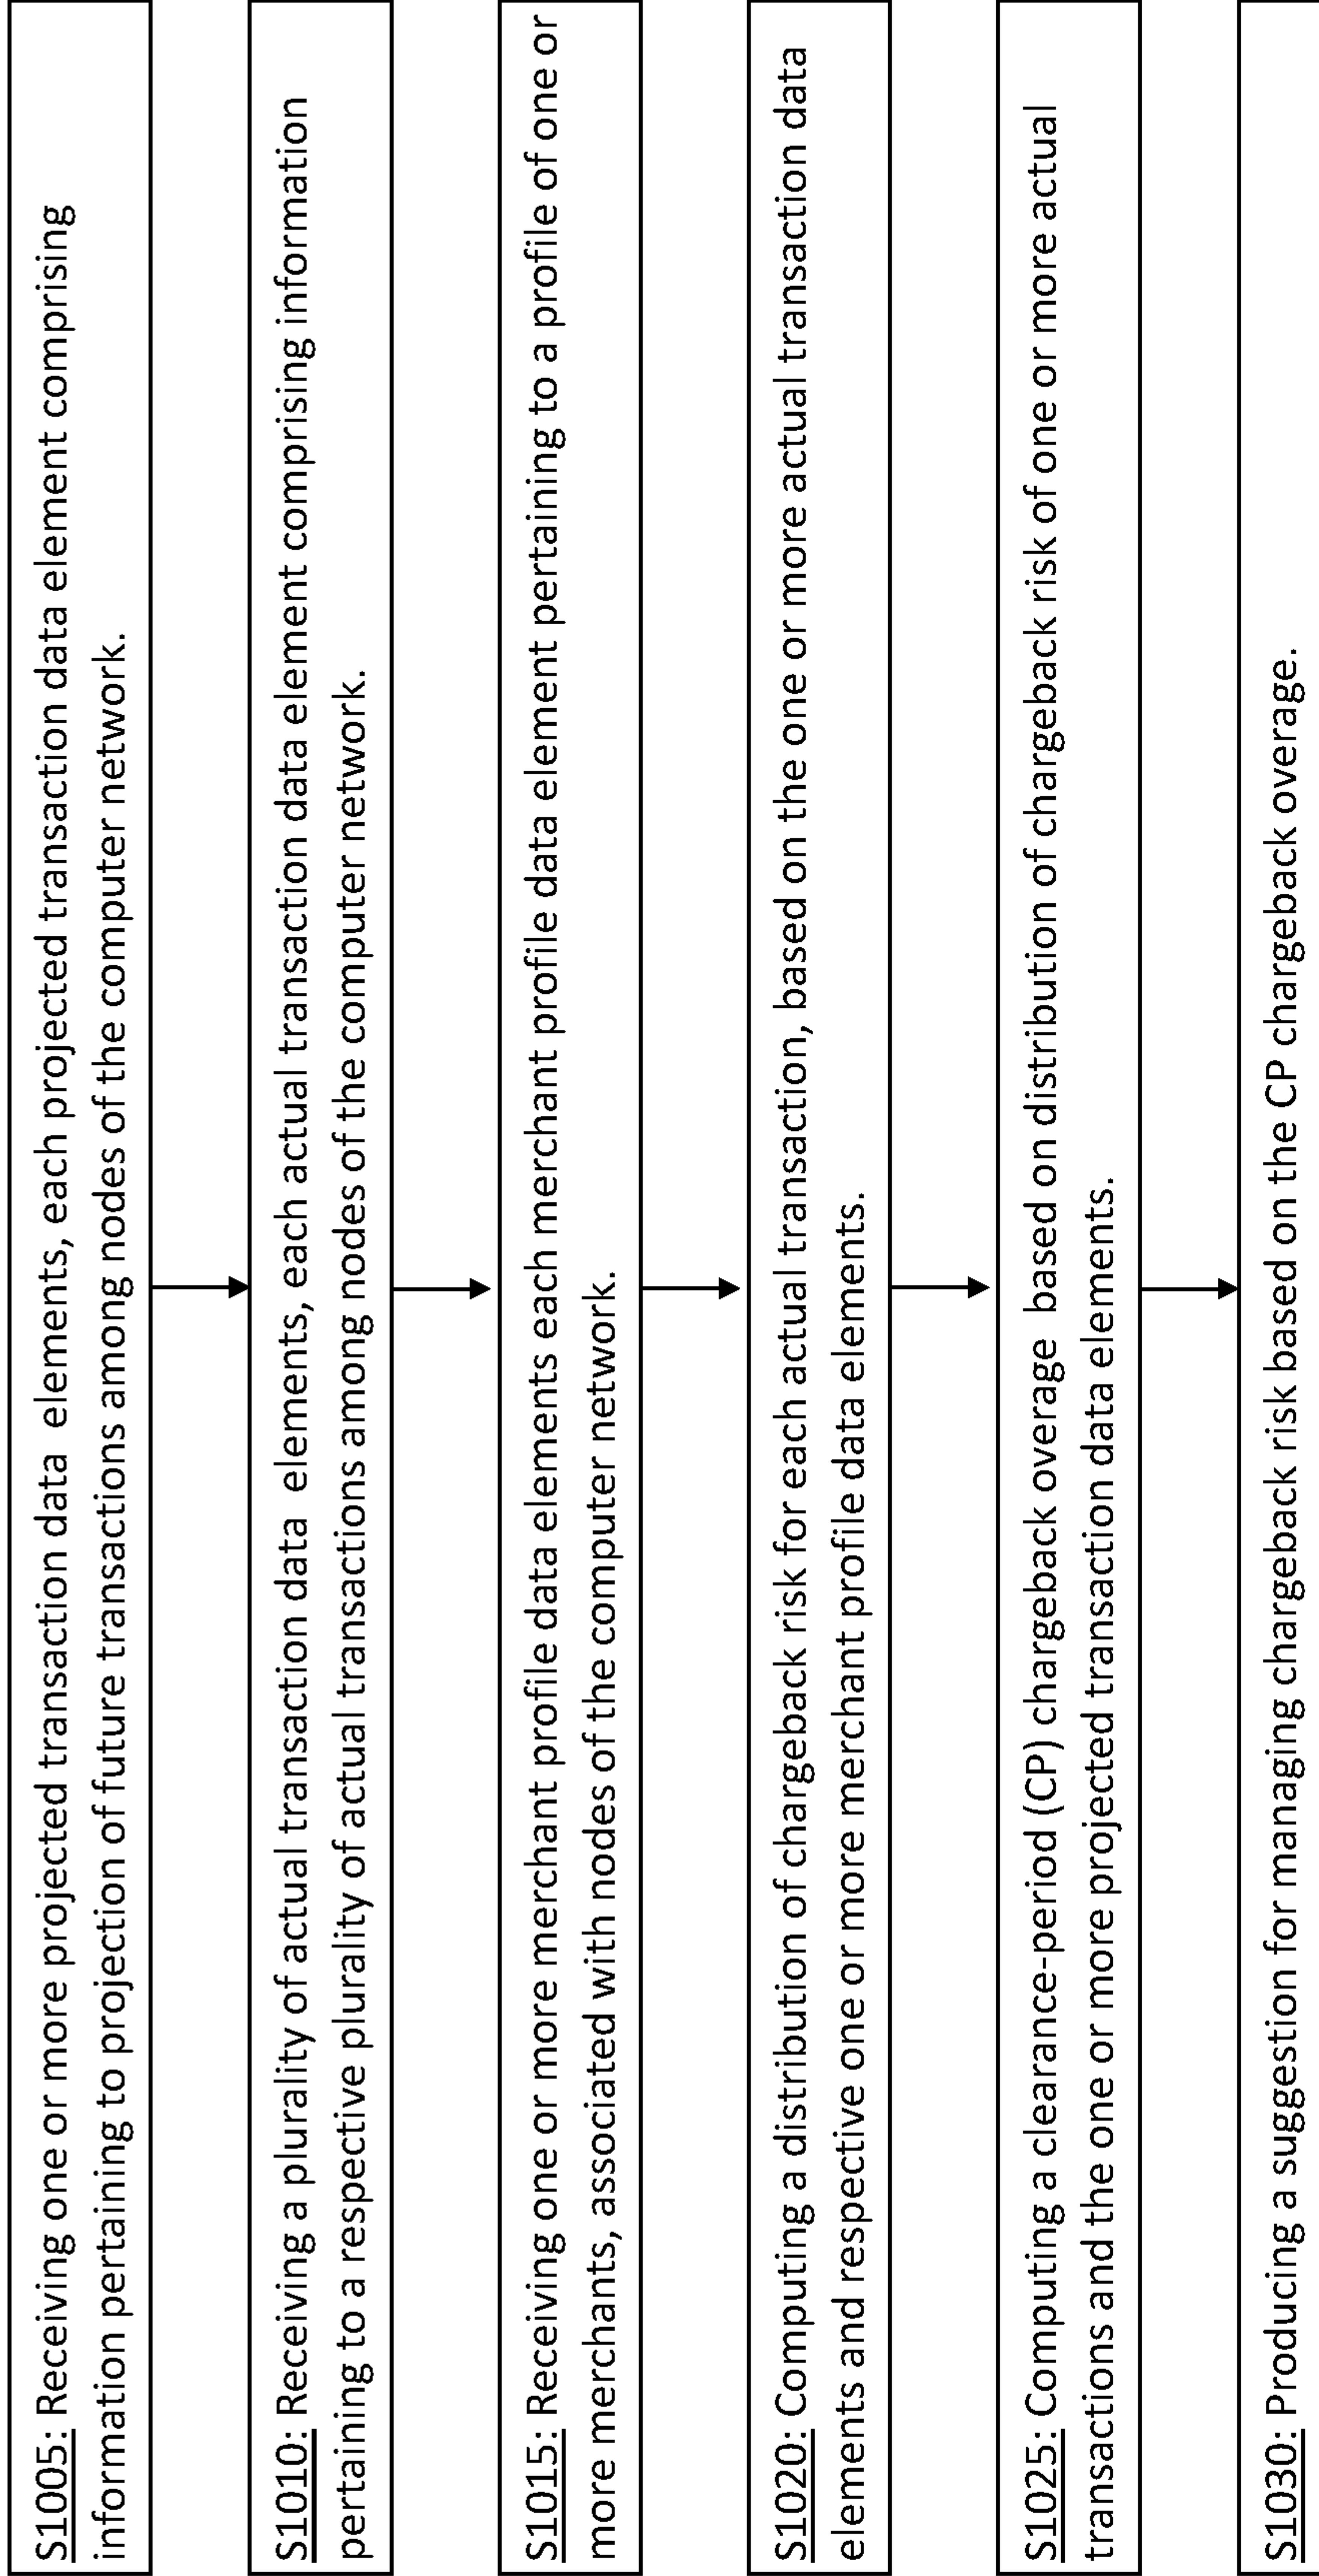 S1005: Receiving one or more projected transaction data elements, each projected transaction data element comprising
information pertaining to projection of future transactions among nodes of the computer network.
S1010: Receiving a plurality of actual transaction data elements, each actual transaction data element comprising information
pertaining to a respective plurality of actual transactions among nodes of the computer network.
S1015: Receiving one or more merchant profile data elements each merchant profile data element pertaining to a profile of one or
more merchants, associated with nodes of the computer network.
S1020: Computing a distribution of chargeback risk for each actual transaction, based on the one or more actual transaction data
elements and respective one or more merchant profile data elements.
S1025: Computing a clearance-period (CP) chargeback overage based on distribution of chargeback risk of one or more actual
transactions and the one or more projected transaction data elements.
S1030: Producing a suggestion for managing chargeback risk based on the CP chargeback overage.